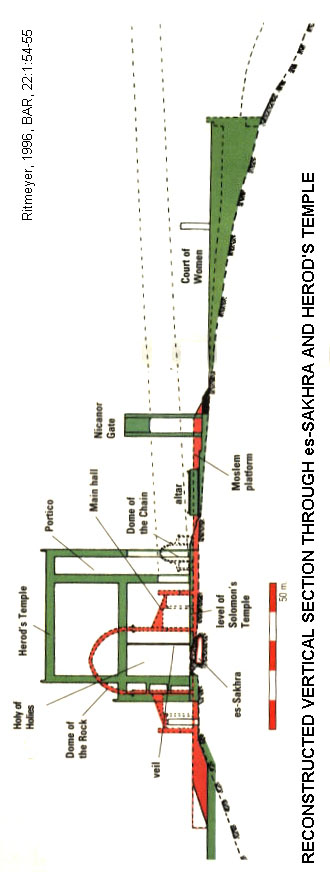 Ritmeyer, 1996, BAR, 22:1:54-55
Herod's Temple
Portico
Main hall
Holy of
Holies
Dome of
the Rock
Dome of
the Chain
Nicanor
Gate
altar
Court of
Women
veil
es-Sakhra
level of
Solomon's
Temple
Moslem
platform
50 m.
RECONSTRUCTED VERTICAL SECTION THROUGH es-SAKHRA AND HEROD'S TEMPLE